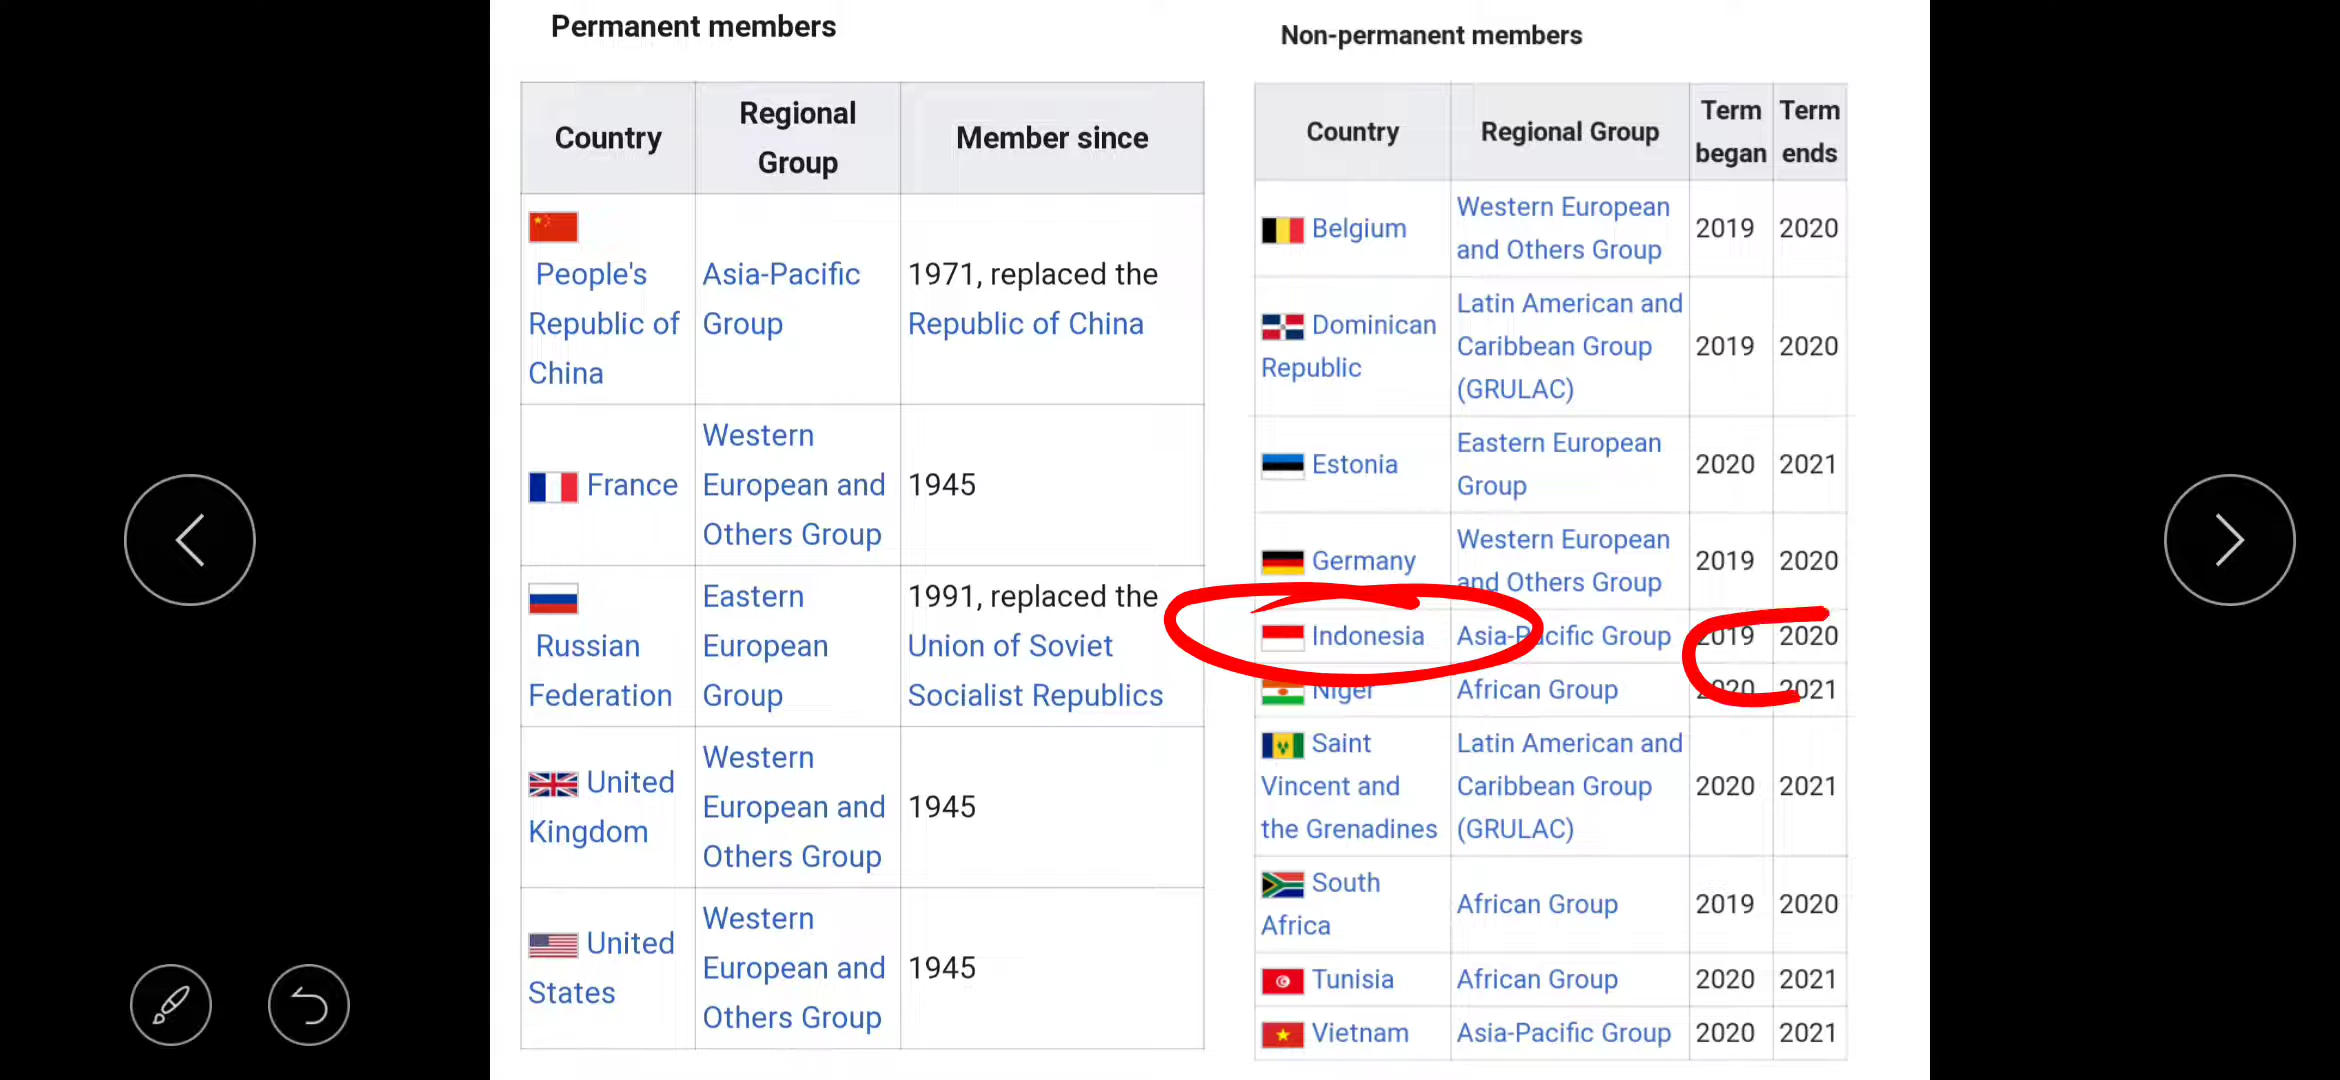 Permanent members
Country
Regional
Group
Member since
People's
Republic of
China
Asia-Pacific
Group
1971, replaced the
Republic of China
France
Western
European and
Others Group
1945
Russian
Federation
Eastern
European
Group
1991, replaced the
Union of Soviet
Socialist Republics
United
Kingdom
Western
European and
Others Group
1945
United
States
Western
European and
Others Group
1945
Non-permanent members
Country
Regional Group
Term
began
Term
ends
Belgium
Western European
and Others Group
2019
2020
Dominican
Republic
Latin American and
Caribbean Group
(GRULAC)
2019
2020
Estonia
Eastern European
Group
2020
2021
Germany
Western European
and Others Group
2019
2020
Indonesia
Asia-Pacific Group
2019
2020
Niger
African Group
2020
2021
Saint
Vincent and
the Grenadines
Latin American and
Caribbean Group
(GRULAC)
2020
2021
South
Africa
African Group
2019
2020
Tunisia
African Group
2020
2021
Vietnam
Asia-Pacific Group
2020
2021